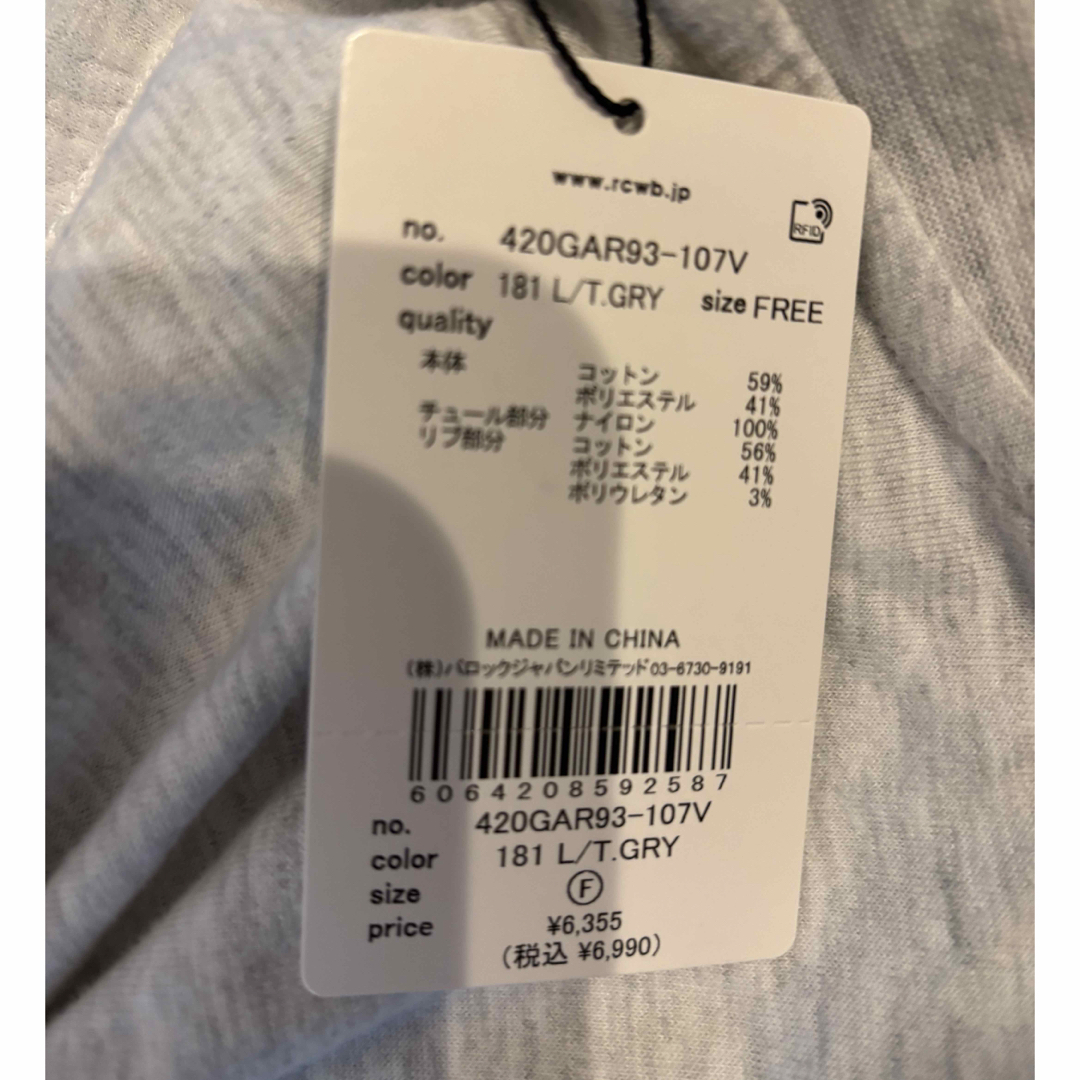 www.rcwb.jp
RFID
no. 420GAR93-107V
color 181 L/T.GRY size FREE
quality
本体 コットン 59%
ポリエステル 41%
チュール部分 ナイロン 100%
リブ部分 コットン 56%
ポリエステル 41%
ポリウレタン 3%
MADE IN CHINA
(株)バロックジャパンリミテッド03-6730-9191
6064208592587
no. 420GAR93-107V
color 181 L/T.GRY
size Ⓕ
price ¥6,355
(税込 ¥6,990)